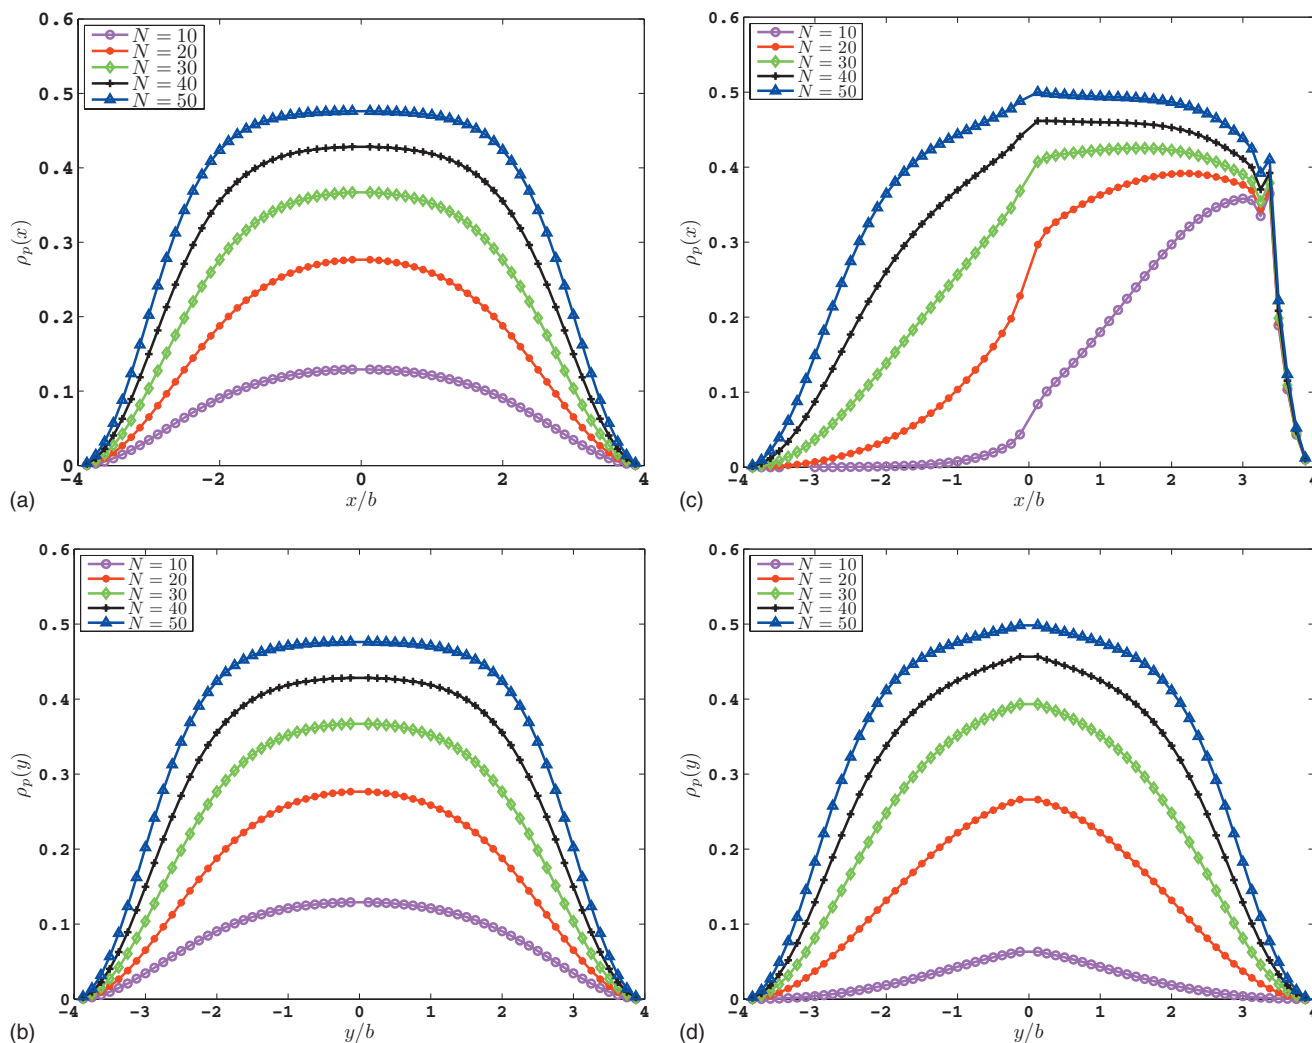 0.6
0.5
0.4
0.3
0.2
0.1
0
ρp(x)
N = 10
N = 20
N = 30
N = 40
N = 50
−4 −2 0 2 4
x/b
(a)
0.6
0.5
0.4
0.3
0.2
0.1
0
ρp(x)
N = 10
N = 20
N = 30
N = 40
N = 50
−4 −3 −2 −1 0 1 2 3 4
x/b
(c)
0.6
0.5
0.4
0.3
0.2
0.1
0
ρp(y)
N = 10
N = 20
N = 30
N = 40
N = 50
−4 −3 −2 −1 0 1 2 3 4
y/b
(b)
0.6
0.5
0.4
0.3
0.2
0.1
0
ρp(y)
N = 10
N = 20
N = 30
N = 40
N = 50
−4 −3 −2 −1 0 1 2 3 4
y/b
(d)